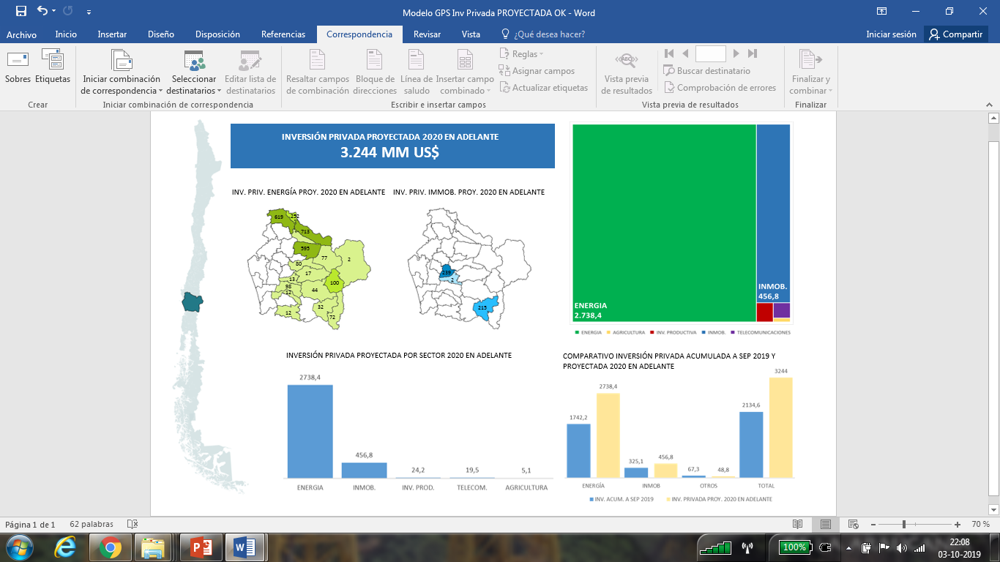 Modelo GPS Inv Privada PROYECTADA OK - Word
Archivo Inicio Insertar Diseño Disposición Referencias Correspondencia Revisar Vista ¿Qué desea hacer? Iniciar sesión Compartir
Sobres Etiquetas
Crear
Iniciar combinación de correspondencia
Seleccionar destinatarios
Editar lista de destinatarios
Iniciar combinación de correspondencia
Resaltar campos de combinación
Bloque de direcciones
Línea de saludo
Insertar campo combinado
Reglas
Asignar campos
Actualizar etiquetas
Escribir e insertar campos
ABC
Vista previa de resultados
Buscar destinatario
Comprobación de errores
Vista previa de resultados
Finalizar y combinar
Finalizar
INVERSIÓN PRIVADA PROYECTADA 2020 EN ADELANTE
3.244 MM US$
INV. PRIV. ENERGÍA PROY. 2020 EN ADELANTE
619
252
713
595
77
2
80
17
13
100
98
12
44
32
12
72
INV. PRIV. IMMOB. PROY. 2020 EN ADELANTE
239
2
215
ENERGIA
2.738,4
INMOB.
456,8
ENERGIA AGRICULTURA INV. PRODUCTIVA INMOB. TELECOMUNICACIONES
INVERSIÓN PRIVADA PROYECTADA POR SECTOR 2020 EN ADELANTE
2738,4
456,8
24,2
19,5
5,1
ENERGIA INMOB. INV. PROD. TELECOM. AGRICULTURA
COMPARATIVO INVERSIÓN PRIVADA ACUMULADA A SEP 2019 Y
PROYECTADA 2020 EN ADELANTE
1742,2
2738,4
325,1
456,8
67,3
48,8
2134,6
3244
ENERGÍA INMOB OTROS TOTAL
INV. ACUM. A SEP 2019 INV. PRIVADA PROY. 2020 EN ADELANTE
Página 1 de 1 62 palabras 70 %
100%
22:08
03-10-2019